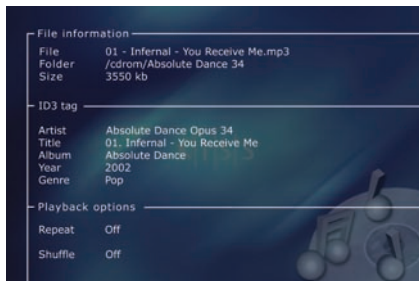 File information
File 01 - Infernal - You Receive Me.mp3
Folder /cdrom/Absolute Dance 34
Size 3550 kb
ID3 tag
Artist Absolute Dance Opus 34
Title 01. Infernal - You Receive Me
Album Absolute Dance
Year 2002
Genre Pop
Playback options
Repeat Off
Shuffle Off